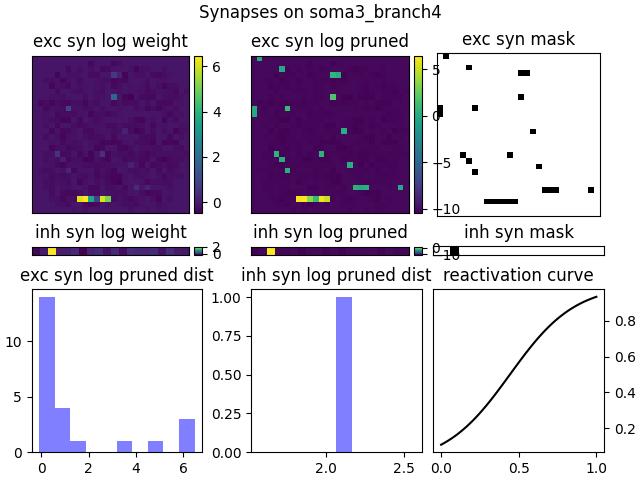 Synapses on soma3_branch4
exc syn log weight
exc syn log pruned
exc syn mask
6
4
2
0
5
0
−5
−10
inh syn log weight
inh syn log pruned
inh syn mask
2
0
0
10
exc syn log pruned dist
inh syn log pruned dist
reactivation curve
10
5
0
0 2 4 6
1.00
0.75
0.50
0.25
0.00
2.0 2.5
0.8
0.6
0.4
0.2
0.0 0.5 1.0